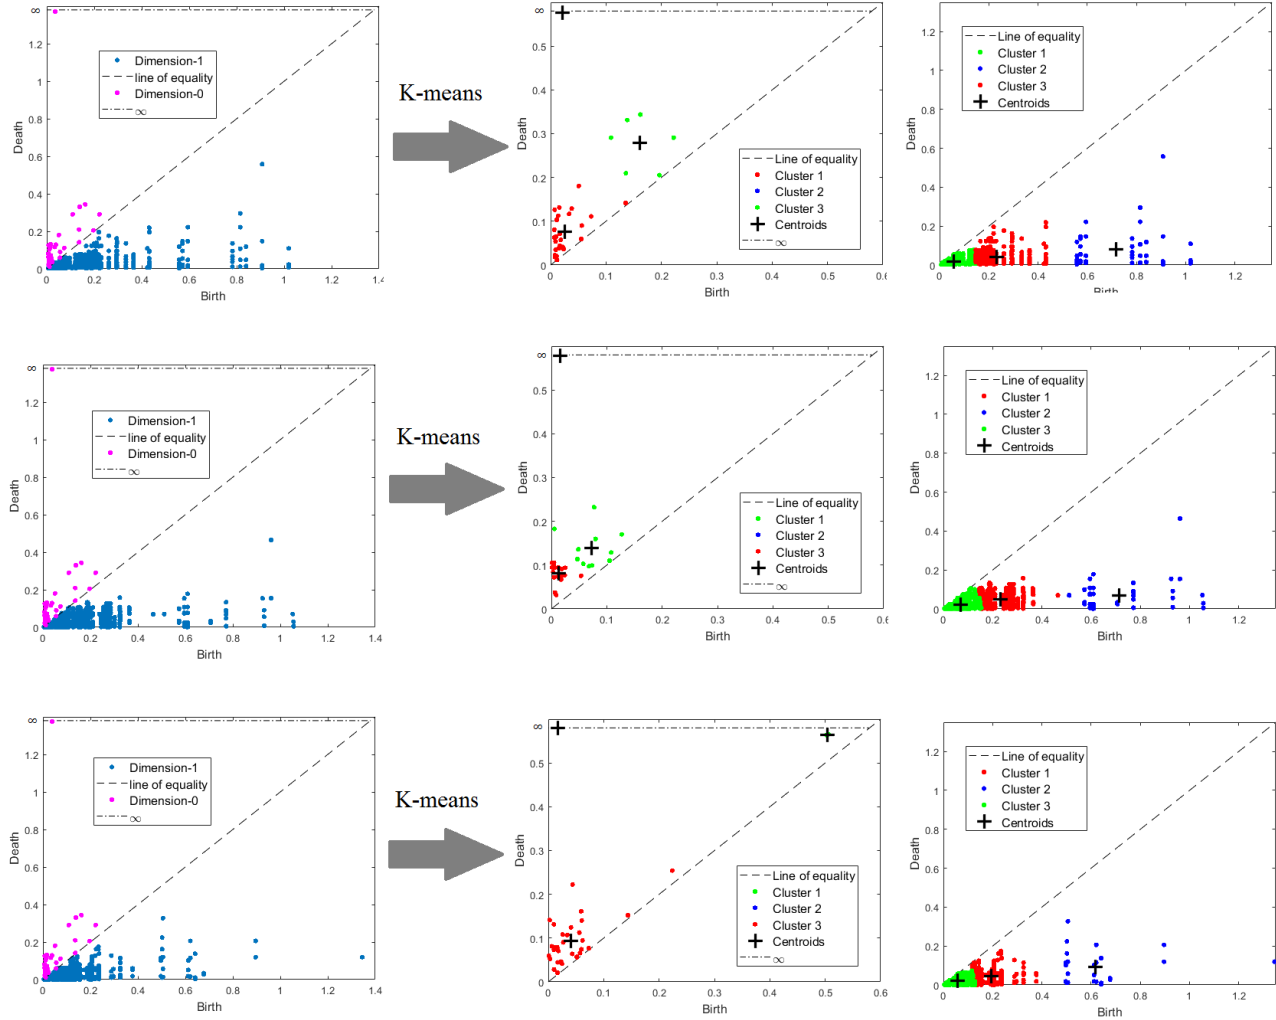 ∞
1.2
1
0.8
0.6
0.4
0.2
0
Death
0 0.2 0.4 0.6 0.8 1 1.2 1.4
Birth
Dimension-1
line of equality
Dimension-0
∞
K-means
∞
0.5
0.4
0.3
0.2
0.1
0
Death
0 0.1 0.2 0.3 0.4 0.5 0.6
Birth
Line of equality
Cluster 1
Cluster 2
Cluster 3
Centroids
∞
1.2
1
0.8
0.6
0.4
0.2
0
Death
0 0.2 0.4 0.6 0.8 1 1.2
Birth
Line of equality
Cluster 1
Cluster 2
Cluster 3
Centroids
∞
1.2
1
0.8
0.6
0.4
0.2
0
Death
0 0.2 0.4 0.6 0.8 1 1.2 1.4
Birth
Dimension-1
line of equality
Dimension-0
∞
K-means
∞
0.5
0.4
0.3
0.2
0.1
0
Death
0 0.1 0.2 0.3 0.4 0.5 0.6
Birth
Line of equality
Cluster 1
Cluster 2
Cluster 3
Centroids
∞
1.2
1
0.8
0.6
0.4
0.2
0
Death
0 0.2 0.4 0.6 0.8 1 1.2
Birth
Line of equality
Cluster 1
Cluster 2
Cluster 3
Centroids
∞
1.2
1
0.8
0.6
0.4
0.2
0
Death
0 0.2 0.4 0.6 0.8 1 1.2 1.4
Birth
Dimension-1
line of equality
Dimension-0
∞
K-means
∞
0.5
0.4
0.3
0.2
0.1
0
Death
0 0.1 0.2 0.3 0.4 0.5 0.6
Birth
Line of equality
Cluster 1
Cluster 2
Cluster 3
Centroids
∞
1.2
1
0.8
0.6
0.4
0.2
0
Death
0 0.2 0.4 0.6 0.8 1 1.2
Birth
Line of equality
Cluster 1
Cluster 2
Cluster 3
Centroids